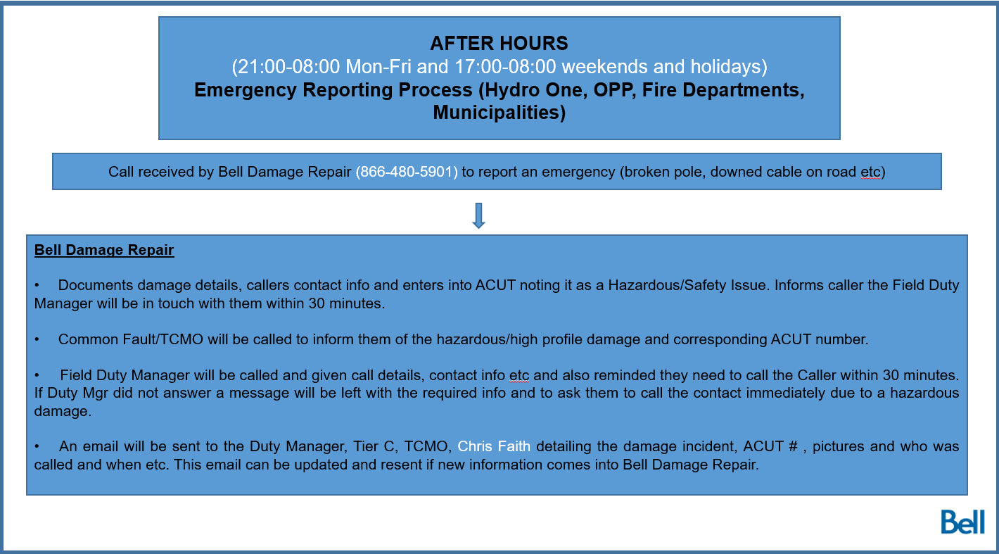 AFTER HOURS
(21:00-08:00 Mon-Fri and 17:00-08:00 weekends and holidays)
Emergency Reporting Process (Hydro One, OPP, Fire Departments,
Municipalities)
Call received by Bell Damage Repair (866-480-5901) to report an emergency (broken pole, downed cable on road etc)
Bell Damage Repair
• Documents damage details, callers contact info and enters into ACUT noting it as a Hazardous/Safety Issue. Informs caller the Field Duty
Manager will be in touch with them within 30 minutes.
• Common Fault/TCMO will be called to inform them of the hazardous/high profile damage and corresponding ACUT number.
• Field Duty Manager will be called and given call details, contact info etc and also reminded they need to call the Caller within 30 minutes.
If Duty Mgr did not answer a message will be left with the required info and to ask them to call the contact immediately due to a hazardous
damage.
• An email will be sent to the Duty Manager, Tier C, TCMO, Chris Faith detailing the damage incident, ACUT # , pictures and who was
called and when etc. This email can be updated and resent if new information comes into Bell Damage Repair.
Bell